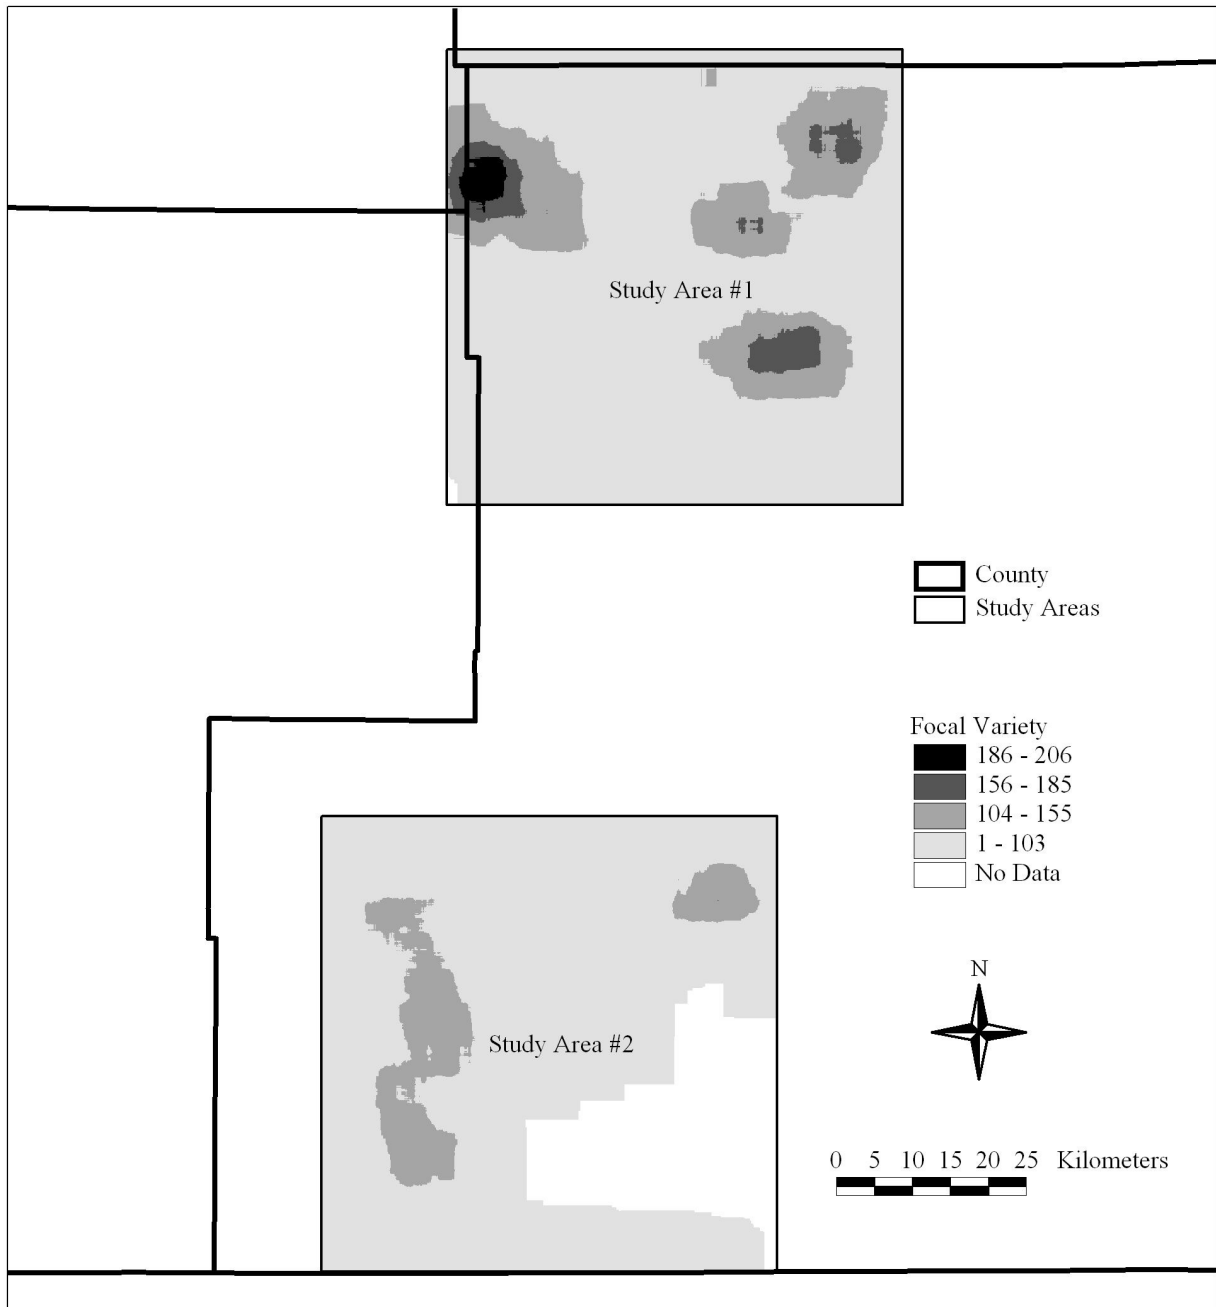 Study Area #1
County
Study Areas
Focal Variety
186 - 206
156 - 185
104 - 155
1 - 103
No Data
N
Study Area #2
0 5 10 15 20 25 Kilometers